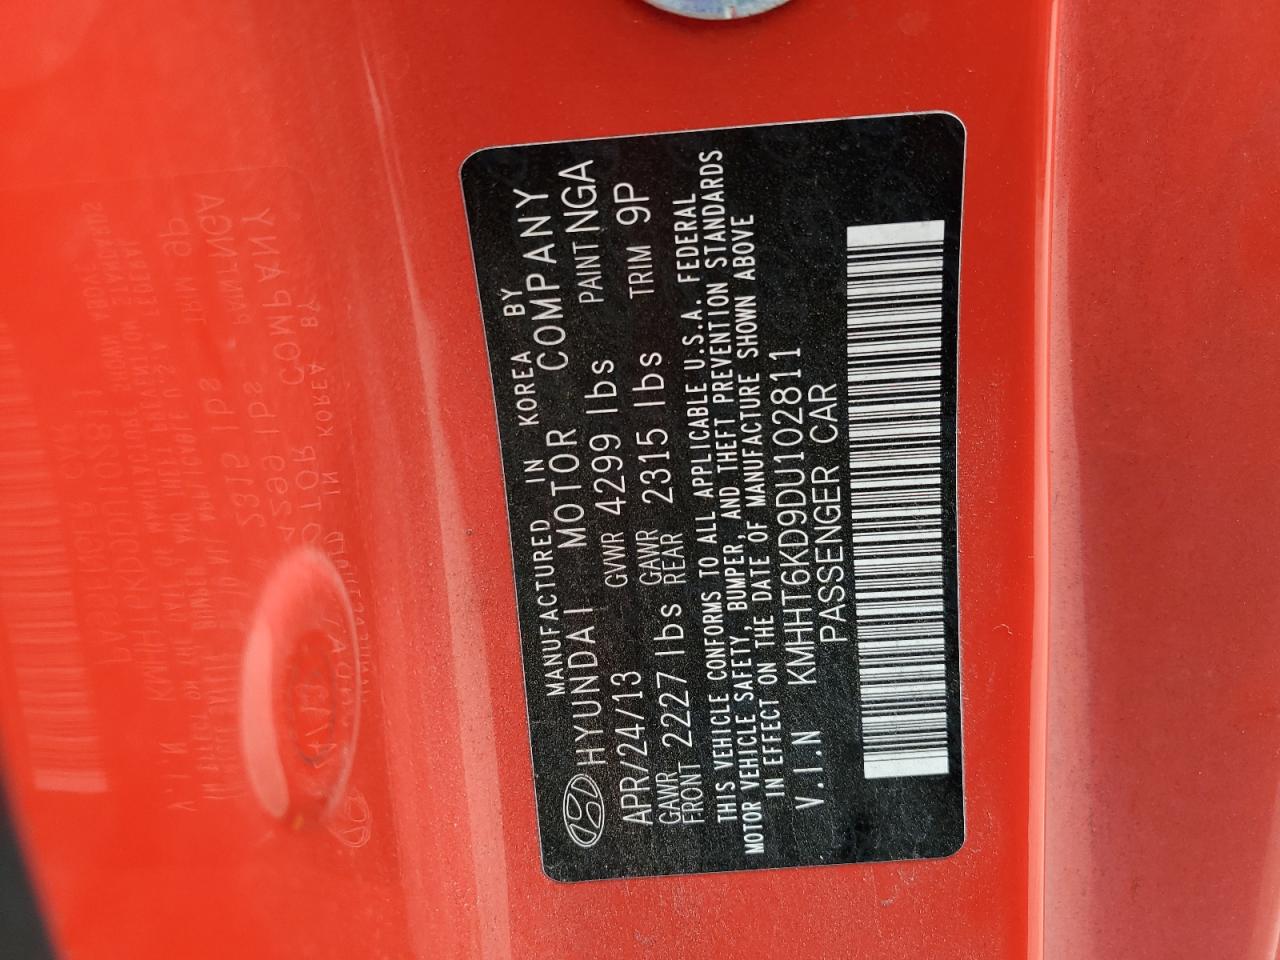 MANUFACTURED IN KOREA BY
HYUNDAI MOTOR COMPANY
APR/24/13 GVWR 4299 lbs PAINT NGA
GAWR FRONT 2227 lbs GAWR REAR 2315 lbs TRIM 9P
THIS VEHICLE CONFORMS TO ALL APPLICABLE U.S.A. FEDERAL
MOTOR VEHICLE SAFETY, BUMPER, AND THEFT PREVENTION STANDARDS
IN EFFECT ON THE DATE OF MANUFACTURE SHOWN ABOVE
V.I.N KMHHT6KD9DU102811
PASSENGER CAR